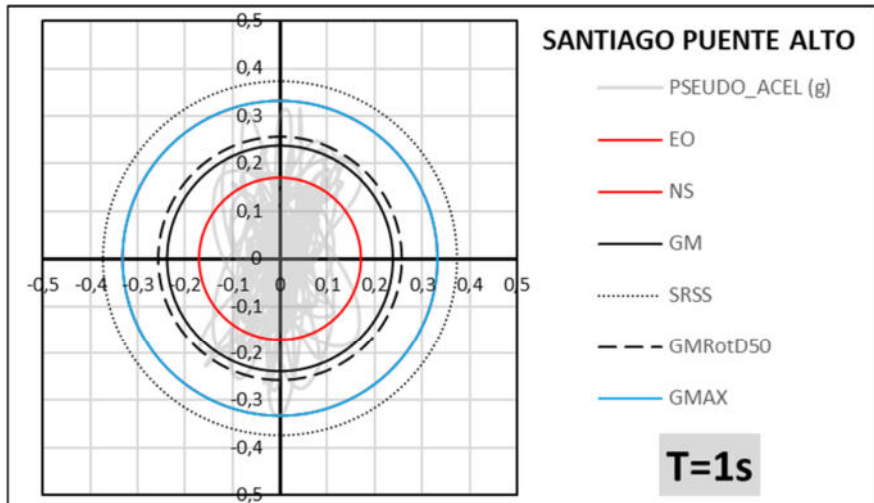 SANTIAGO PUENTE ALTO
PSEUDO_ACEL (g)
EO
NS
GM
SRSS
GMRotD50
GMAX
T=1s
0,5
0,4
0,3
0,2
0,1
0
-0,5 -0,4 -0,3 -0,2 -0,1 0 0,1 0,2 0,3 0,4 0,5
-0,1
-0,2
-0,3
-0,4
0,5